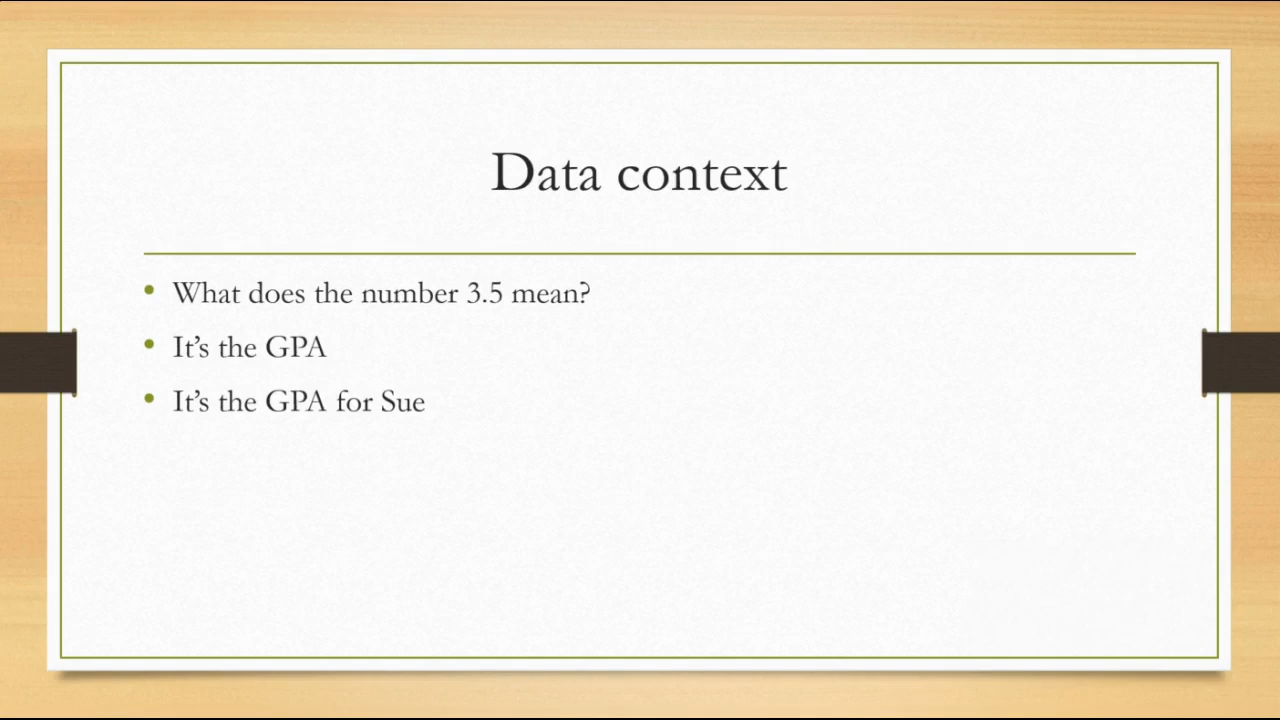 Data context
• What does the number 3.5 mean?
• It’s the GPA
• It’s the GPA for Sue